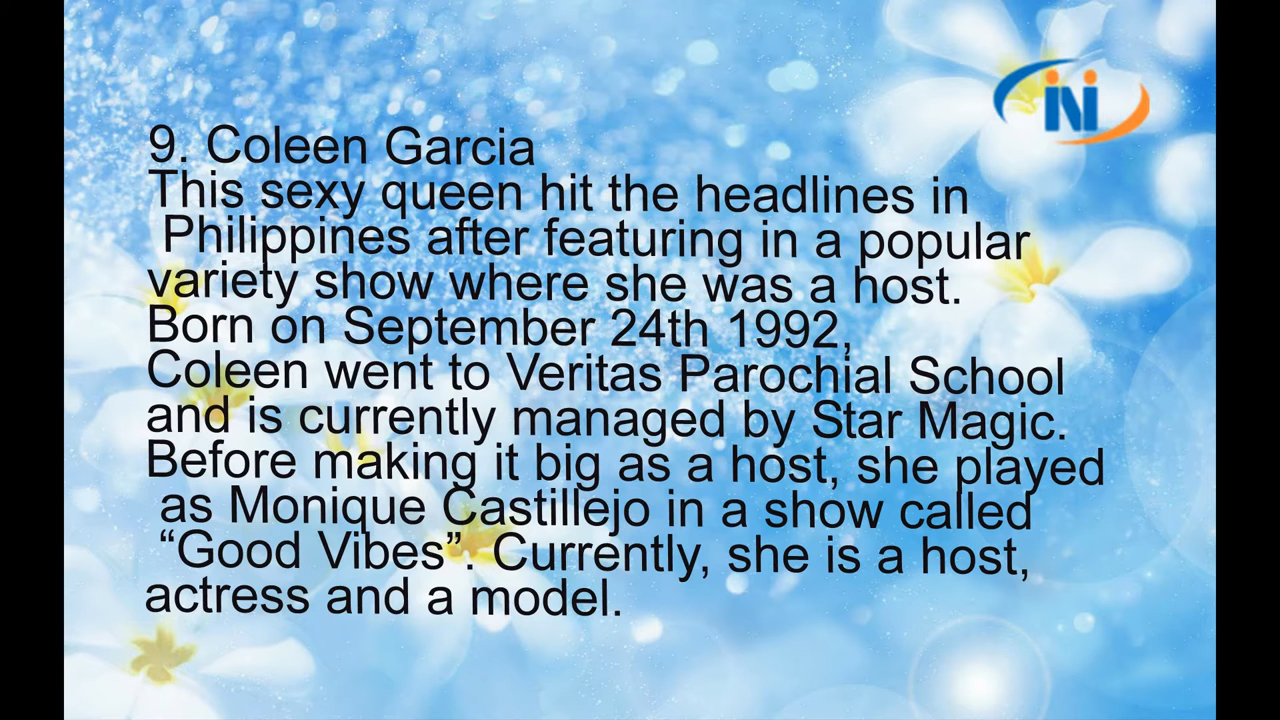 9. Coleen Garcia
This sexy queen hit the headlines in
Philippines after featuring in a popular
variety show where she was a host.
Born on September 24th 1992,
Coleen went to Veritas Parochial School
and is currently managed by Star Magic.
Before making it big as a host, she played
as Monique Castillejo in a show called
“Good Vibes”. Currently, she is a host,
actress and a model.